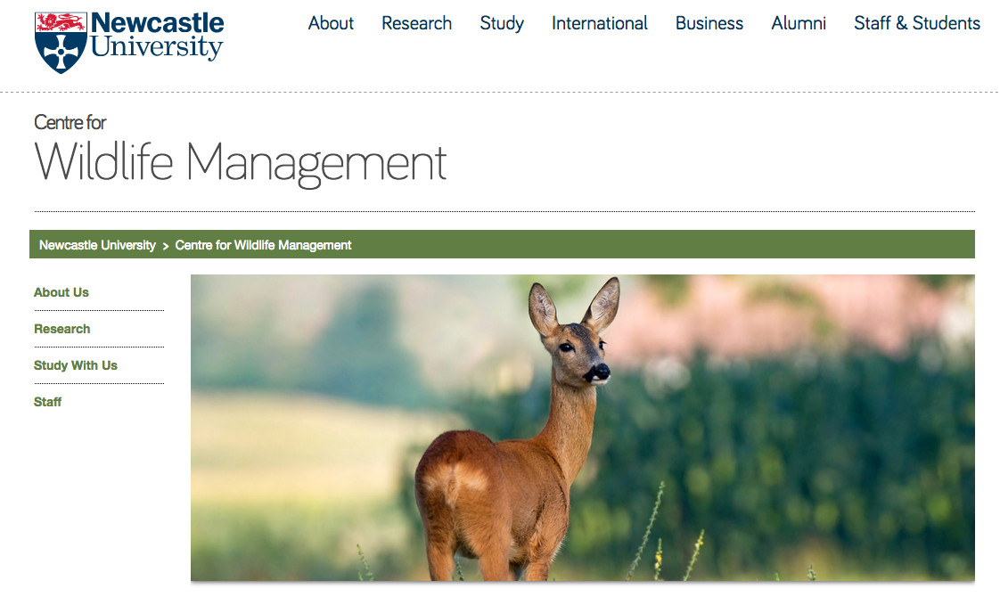 Newcastle
University
About Research Study International Business Alumni Staff & Students
Centre for
Wildlife Management
Newcastle University > Centre for Wildlife Management
About Us
Research
Study With Us
Staff